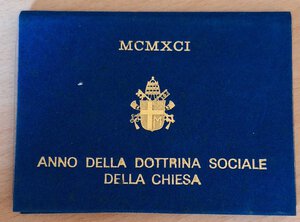 MCMXCI
ANNO DELLA DOTTRINA SOCIALE
DELLA CHIESA